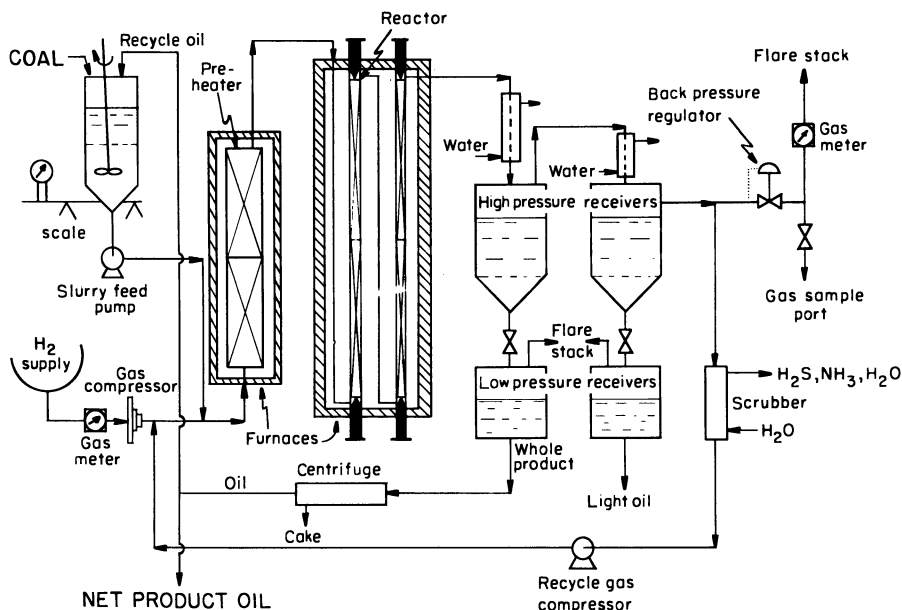 COAL
Recycle oil
Pre-
heater
Reactor
Flare stack
Back pressure
regulator
Gas
meter
Water
Water
High pressure receivers
scale
Slurry feed
pump
Gas sample
port
H₂
supply
Gas
compressor
Flare
stack
Low pressure receivers
H₂S, NH₃, H₂O
Scrubber
H₂O
Gas
meter
Furnaces
Whole
product
Centrifuge
Oil
Light oil
Cake
Recycle gas
compressor
NET PRODUCT OIL